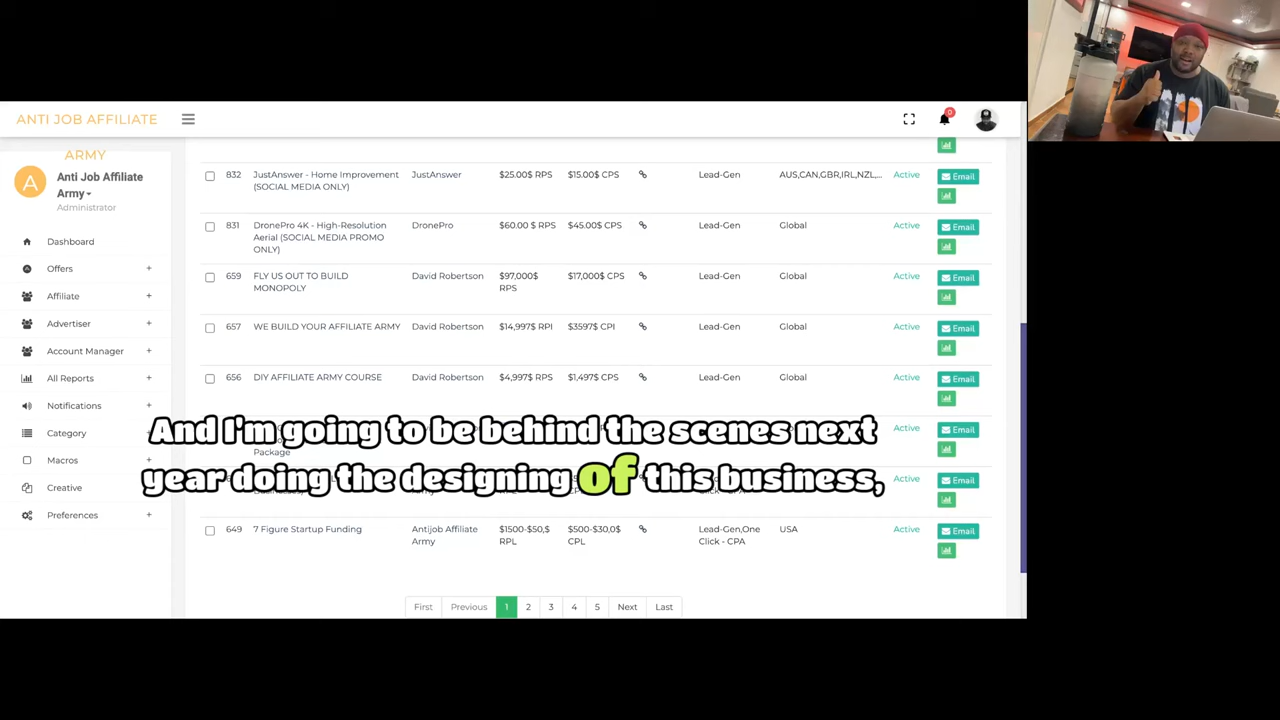 ANTI JOB AFFILIATE
ARMY
0
A
Anti Job Affiliate
Army
Administrator
Dashboard
Offers +
Affiliate +
Advertiser +
Account Manager +
All Reports +
Notifications +
Category +
Macros +
Creative +
Preferences +
832 JustAnswer - Home Improvement JustAnswer $25.00$ RPS $15.00$ CPS Lead-Gen AUS,CAN,GBR,IRL,NZL,... Active Email
(SOCIAL MEDIA ONLY)
831 DronePro 4K - High-Resolution DronePro $60.00 $ RPS $45.00$ CPS Lead-Gen Global Active Email
Aerial (SOCIAL MEDIA PROMO
ONLY)
659 FLY US OUT TO BUILD David Robertson $97,000$ $17,000$ CPS Lead-Gen Global Active Email
MONOPOLY RPS
657 WE BUILD YOUR AFFILIATE ARMY David Robertson $14,997$ RPI $3597$ CPI Lead-Gen Global Active Email
656 DIY AFFILIATE ARMY COURSE David Robertson $4,997$ RPS $1,497$ CPS Lead-Gen Global Active Email
Active Email
Package
Active Email
649 7 Figure Startup Funding Antijob Affiliate $1500-$50,$ $500-$30,0$ Lead-Gen,One USA Active Email
Army RPL CPL Click - CPA
And I'm going to be behind the scenes next
year doing the designing of this business,
First Previous 1 2 3 4 5 Next Last